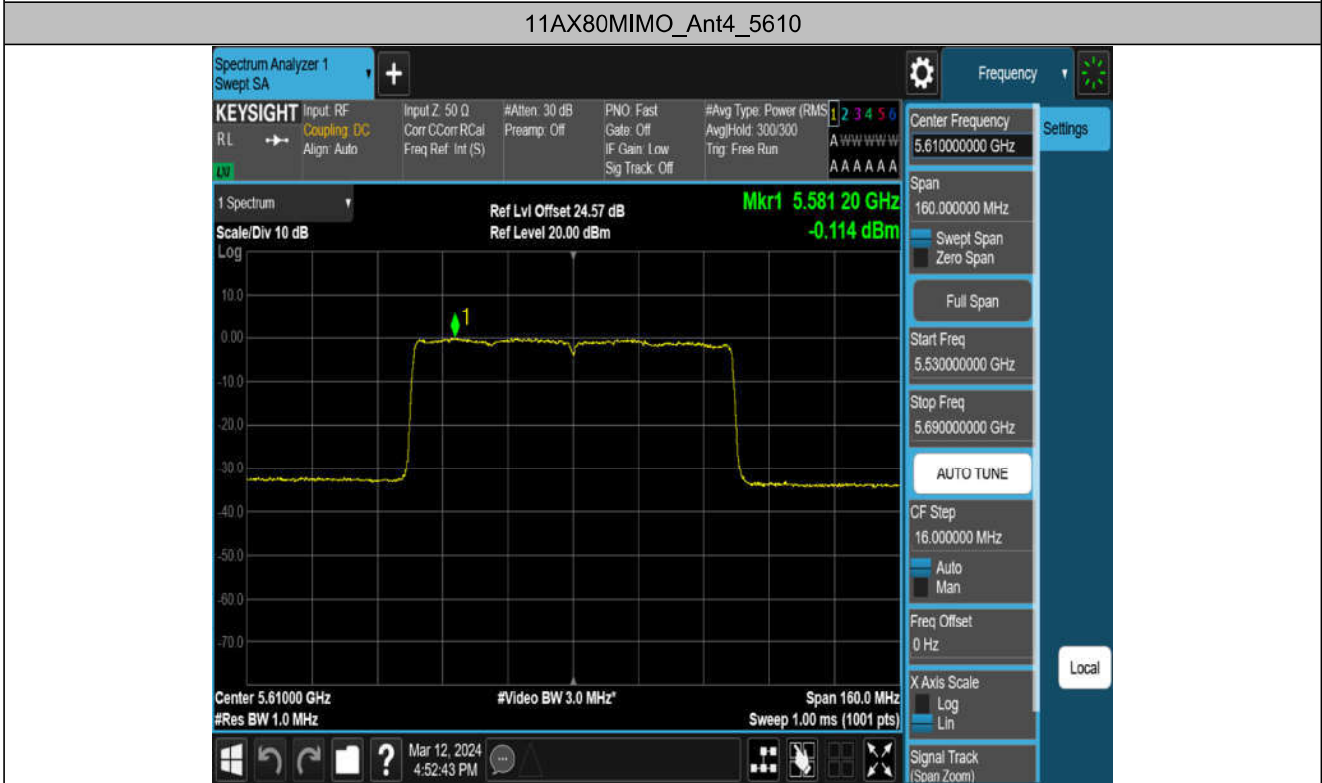 11AX80MIMO_Ant4_5610
Spectrum Analyzer 1
Swept SA
Frequency
KEYSIGHT
RL
LXI
Input: RF
Coupling: DC
Align: Auto
Input Z: 50 Ω
Corr CCorr RCal
Freq Ref: Int (S)
#Atten: 30 dB
Preamp: Off
PNO: Fast
Gate: Off
IF Gain: Low
Sig Track: Off
#Avg Type: Power (RMS
Avg|Hold: 300/300
Trig: Free Run
1 2 3 4 5 6
A W W W W W
A A A A A A
1 Spectrum
Scale/Div 10 dB
Ref Lvl Offset 24.57 dB
Ref Level 20.00 dBm
Mkr1 5.581 20 GHz
-0.114 dBm
Log
10.0
0.00
-10.0
-20.0
-30.0
-40.0
-50.0
-60.0
-70.0
1
Center 5.61000 GHz
#Res BW 1.0 MHz
#Video BW 3.0 MHz*
Span 160.0 MHz
Sweep 1.00 ms (1001 pts)
Mar 12, 2024
4:52:43 PM
Center Frequency
5.610000000 GHz
Settings
Span
160.000000 MHz
Swept Span
Zero Span
Full Span
Start Freq
5.530000000 GHz
Stop Freq
5.690000000 GHz
AUTO TUNE
CF Step
16.000000 MHz
Auto
Man
Freq Offset
0 Hz
X Axis Scale
Log
Lin
Local
Signal Track
(Span Zoom)